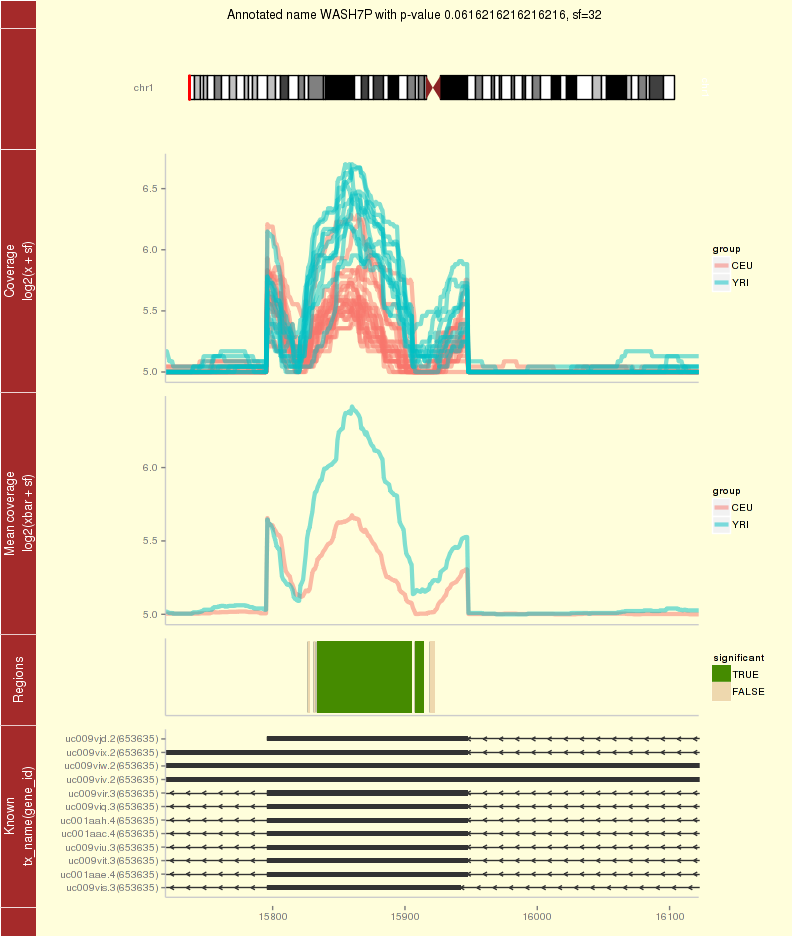 Annotated name WASH7P with p-value 0.0616216216216216, sf=32
chr1
Coverage
log2(x + sf)
6.5
6.0
5.5
5.0
group
CEU
YRI
Mean coverage
log2(xbar + sf)
6.0
5.5
5.0
group
CEU
YRI
Regions
significant
TRUE
FALSE
Known
tx_name(gene_id)
uc009vjd.2(653635)
uc009vix.2(653635)
uc009viw.2(653635)
uc009viv.2(653635)
uc009vir.3(653635)
uc009viq.3(653635)
uc001aah.4(653635)
uc001aac.4(653635)
uc009viu.3(653635)
uc009vit.3(653635)
uc001aae.4(653635)
uc009vis.3(653635)
15800
15900
16000
16100